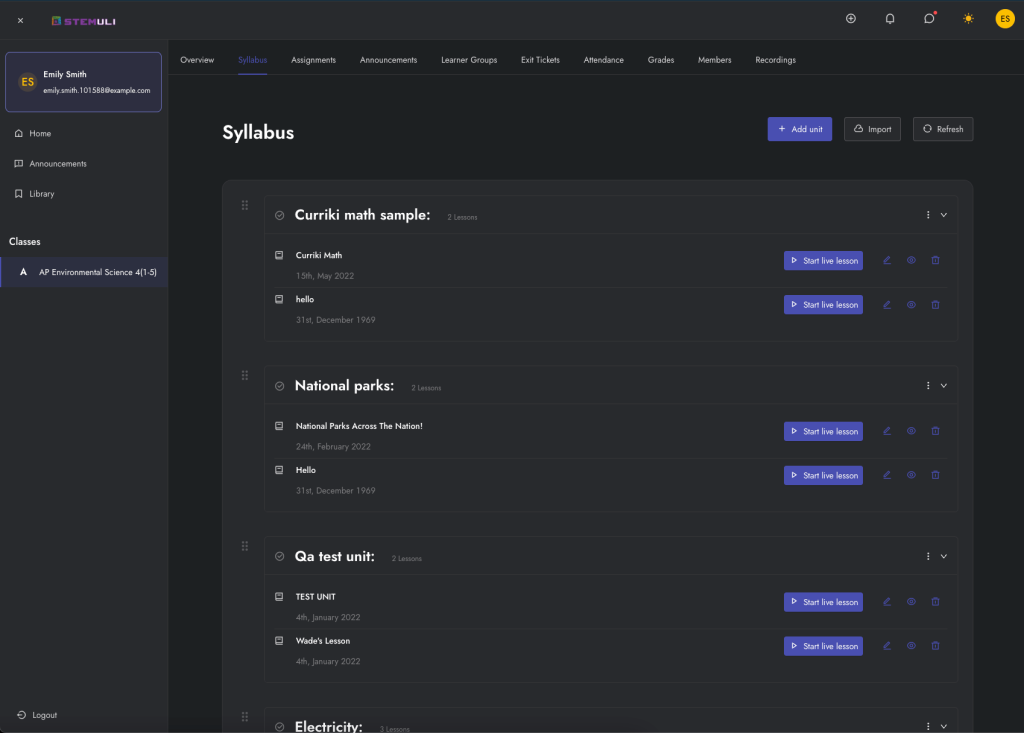 STEMULI
ES
ES
Emily Smith
emily.smith.101588@example.com
Home
Announcements
Library
Classes
A AP Environmental Science 4(1-5)
Logout
Overview Syllabus Assignments Announcements Learner Groups Exit Tickets Attendance Grades Members Recordings
Syllabus
+ Add unit Import Refresh
Curriki math sample: 2 Lessons
Curriki Math Start live lesson
15th, May 2022
hello Start live lesson
31st, December 1969
National parks: 2 Lessons
National Parks Across The Nation! Start live lesson
24th, February 2022
Hello Start live lesson
31st, December 1969
Qa test unit: 2 Lessons
TEST UNIT Start live lesson
4th, January 2022
Wade's Lesson Start live lesson
4th, January 2022
Electricity: 3 Lessons